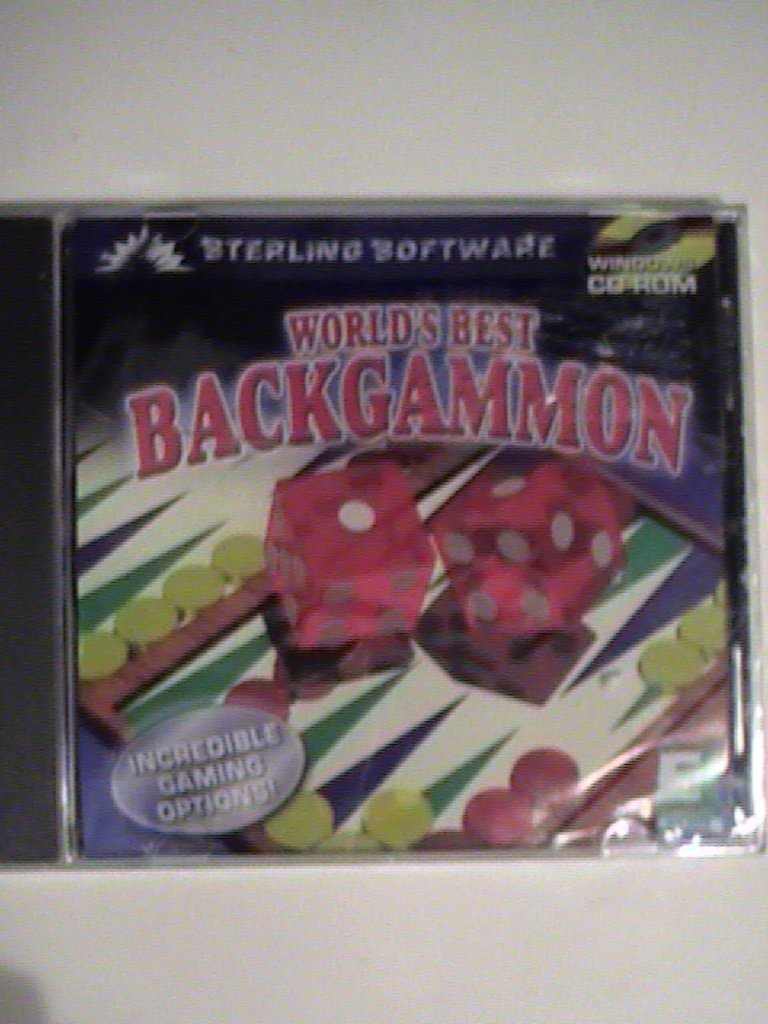 STERLING SOFTWARE
WINDOWS
CD-ROM
WORLD'S BEST
BACKGAMMON
INCREDIBLE
GAMING
OPTIONS!